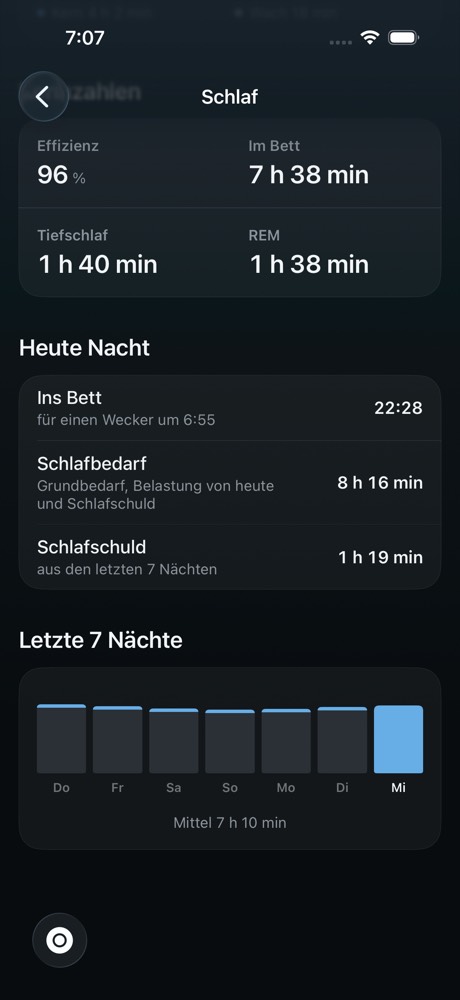 7:07
Schlaf
Effizienz
Im Bett
96 %
7 h 38 min
Tiefschlaf
REM
1 h 40 min
1 h 38 min
Heute Nacht
Ins Bett
für einen Wecker um 6:55
22:28
Schlafbedarf
Grundbedarf, Belastung von heute
und Schlafschuld
8 h 16 min
Schlafschuld
aus den letzten 7 Nächten
1 h 19 min
Letzte 7 Nächte
Do Fr Sa So Mo Di Mi
Mittel 7 h 10 min